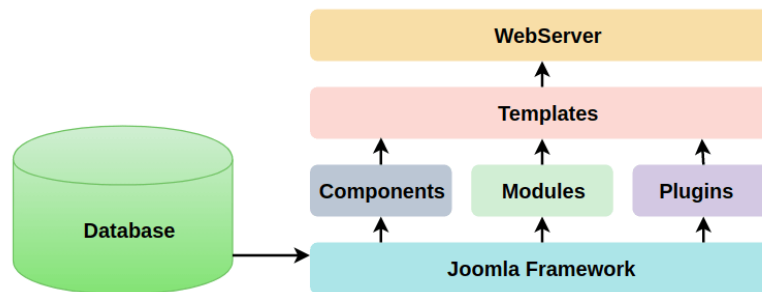 WebServer
Templates
Components
Modules
Plugins
Database
Joomla Framework